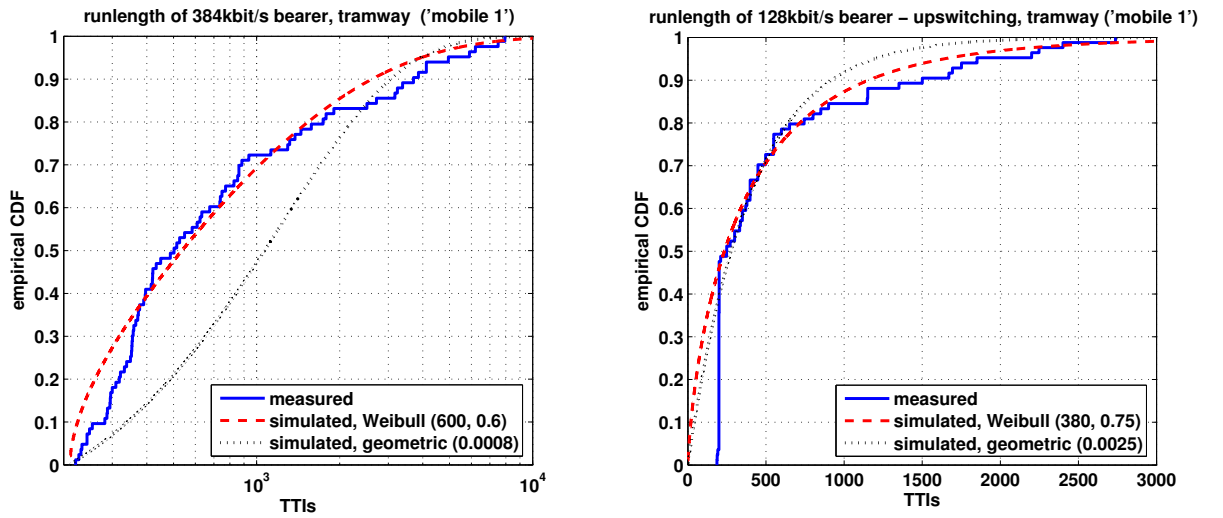 runlength of 384kbit/s bearer, tramway ('mobile 1')
empirical CDF
1
0.9
0.8
0.7
0.6
0.5
0.4
0.3
0.2
0.1
0
measured
simulated, Weibull (600, 0.6)
simulated, geometric (0.0008)
10^3
10^4
TTIs
runlength of 128kbit/s bearer – upswitching, tramway ('mobile 1')
empirical CDF
1
0.9
0.8
0.7
0.6
0.5
0.4
0.3
0.2
0.1
0
measured
simulated, Weibull (380, 0.75)
simulated, geometric (0.0025)
0 500 1000 1500 2000 2500 3000
TTIs